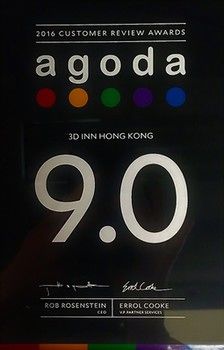 2016 CUSTOMER REVIEW AWARDS
agoda
3D INN HONG KONG
9.0
ROB ROSENSTEIN
CEO
ERROL COOKE
V.P. PARTNER SERVICES